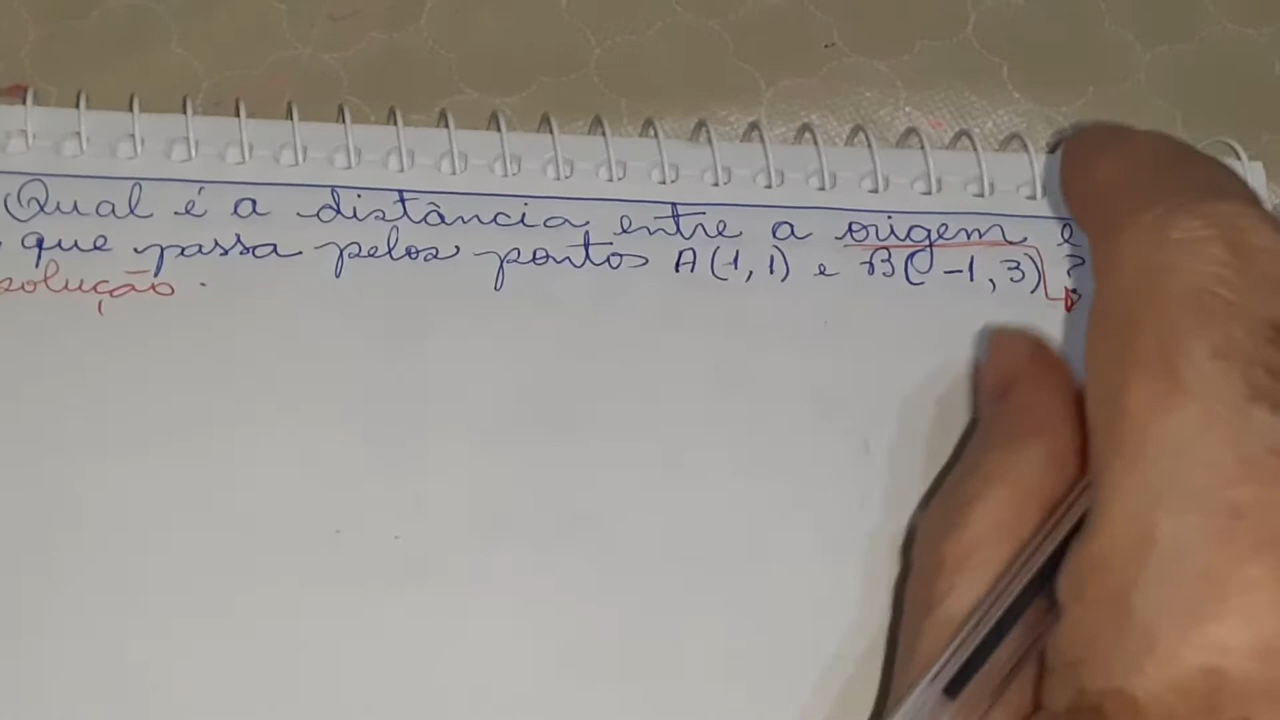 Qual é a distância entre a origem e
que passa pelos pontos A(1,1) e B(-1,3)?
solução.